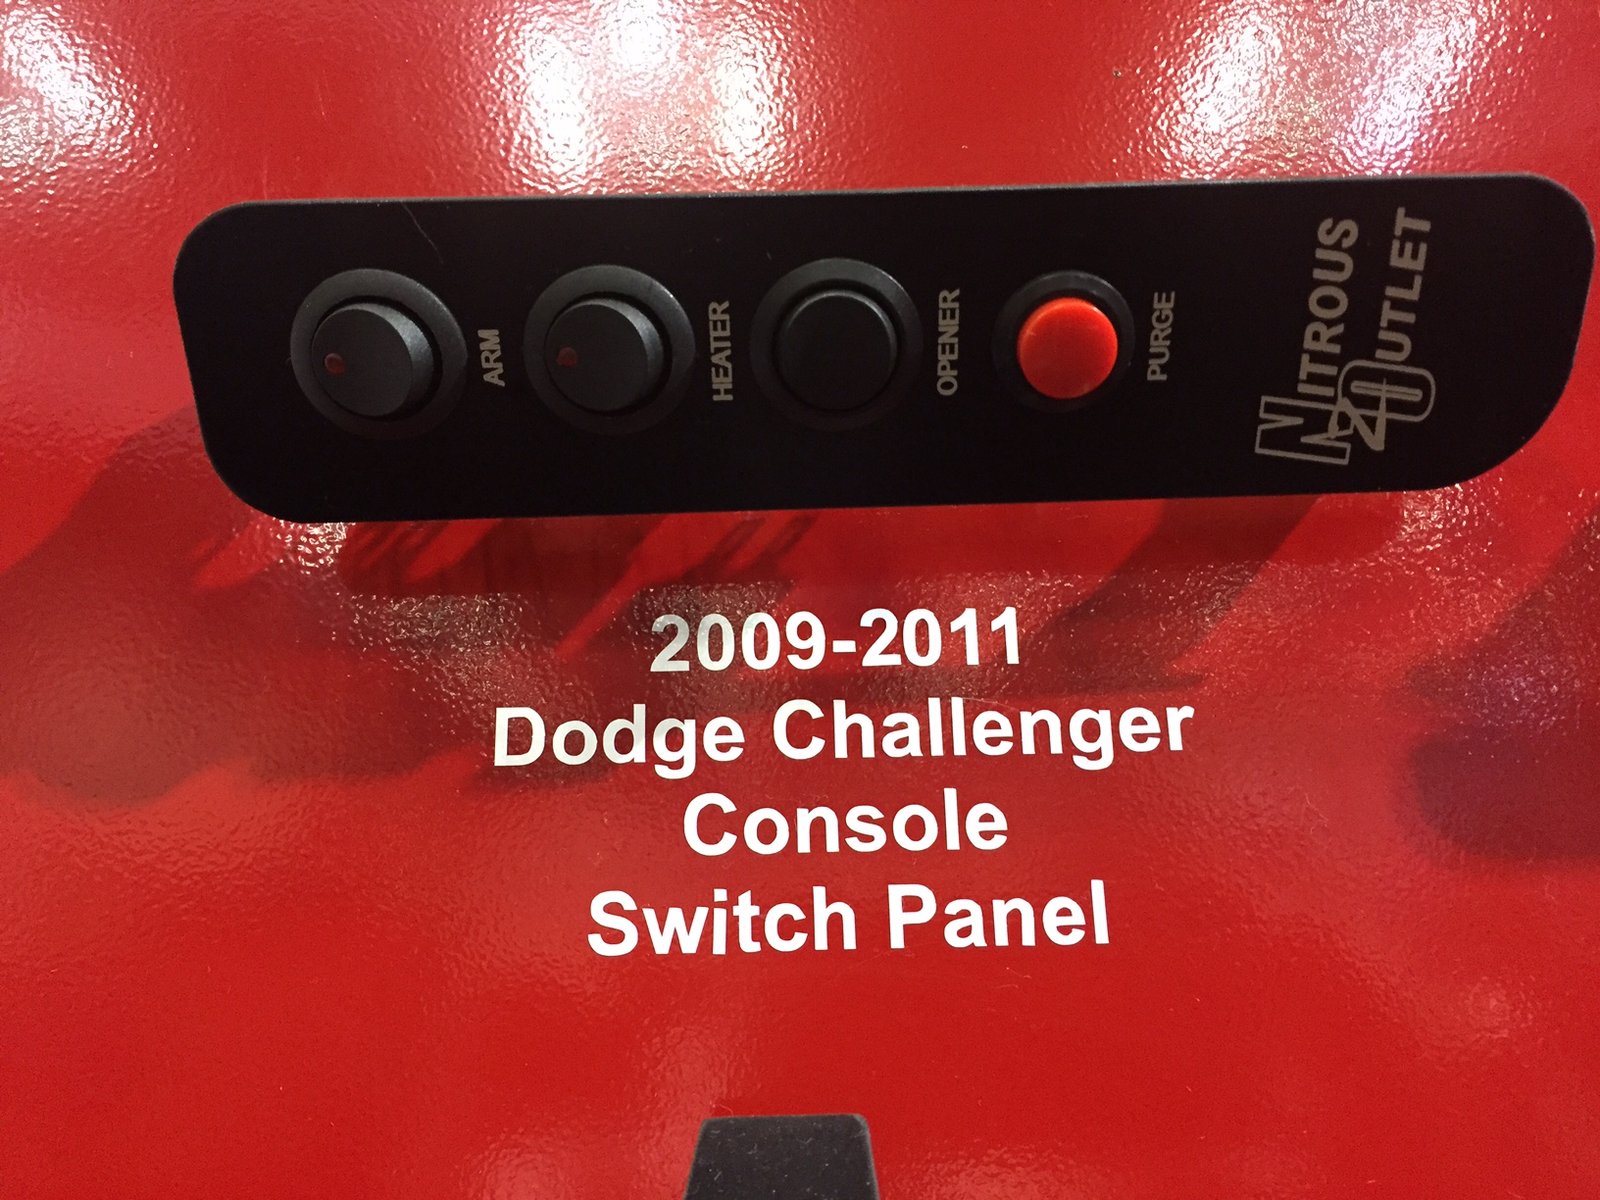 ARM
HEATER
OPENER
PURGE
NITROUS
OUTLET
2009-2011
Dodge Challenger
Console
Switch Panel